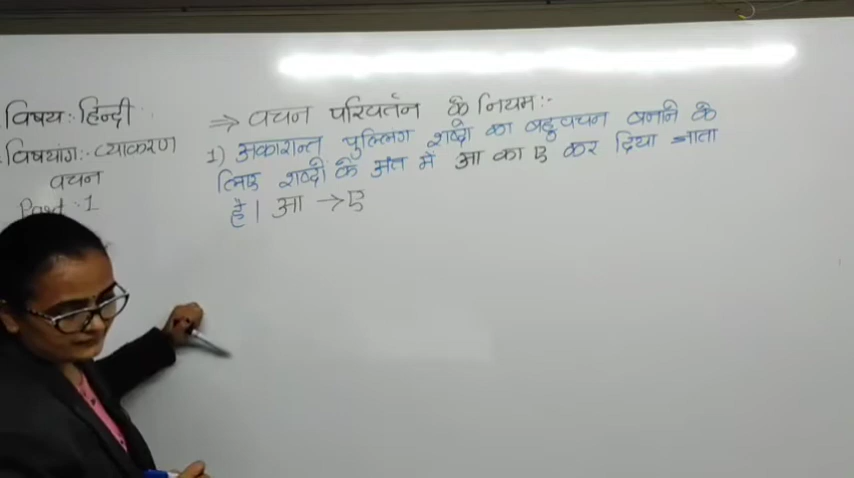 विषय:- हिन्दी
विषयांग:- व्याकरण
वचन
Part : 1
⇒ वचन परिवर्तन के नियम:-
1) अकारान्त पुल्लिग शब्दो का बहुवचन बनाने के
लिए शब्दो के अंत में आ का ए कर दिया जाता
है। आ → ए